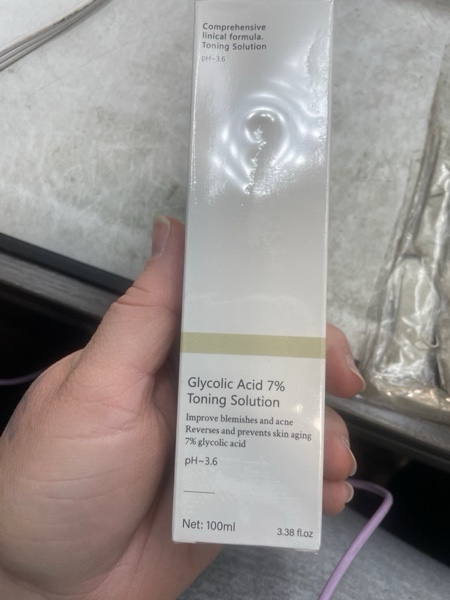 Comprehensive
linical formula.
Toning Solution
pH~3.6
Glycolic Acid 7%
Toning Solution
Improve blemishes and acne
Reverses and prevents skin aging
7% glycolic acid
pH~3.6
Net: 100ml
3.38 fl.oz